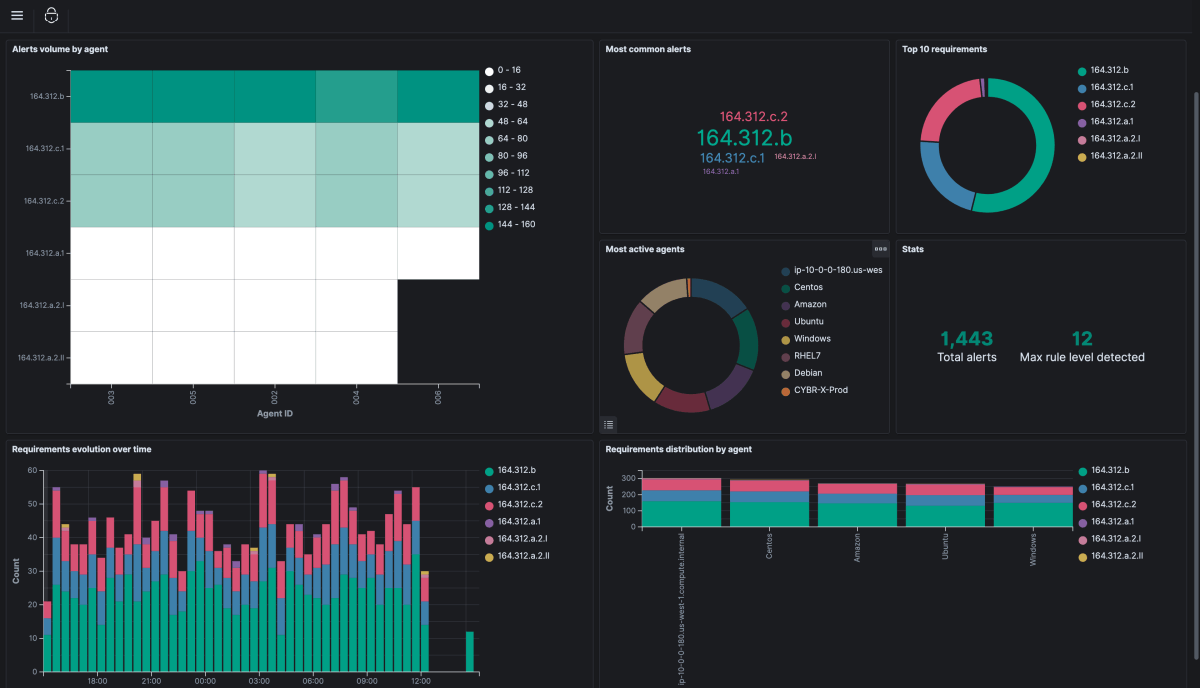 Alerts volume by agent
164.312.b
164.312.c.1
164.312.c.2
164.312.a.1
164.312.a.2.I
164.312.a.2.II
003
005
002
004
006
Agent ID
0 - 16
16 - 32
32 - 48
48 - 64
64 - 80
80 - 96
96 - 112
112 - 128
128 - 144
144 - 160
Most common alerts
164.312.c.2
164.312.b
164.312.c.1 164.312.a.2.I
164.312.a.1
Top 10 requirements
164.312.b
164.312.c.1
164.312.c.2
164.312.a.1
164.312.a.2.I
164.312.a.2.II
Most active agents
ip-10-0-0-180.us-wes
Centos
Amazon
Ubuntu
Windows
RHEL7
Debian
CYBR-X-Prod
Stats
1,443
Total alerts
12
Max rule level detected
Requirements evolution over time
Count
60
50
40
30
20
10
0
18:00
21:00
00:00
03:00
06:00
09:00
12:00
164.312.b
164.312.c.1
164.312.c.2
164.312.a.1
164.312.a.2.I
164.312.a.2.II
Requirements distribution by agent
Count
300
200
100
0
ip-10-0-0-180.us-west-1.compute.internal
Centos
Amazon
Ubuntu
Windows
164.312.b
164.312.c.1
164.312.c.2
164.312.a.1
164.312.a.2.I
164.312.a.2.II